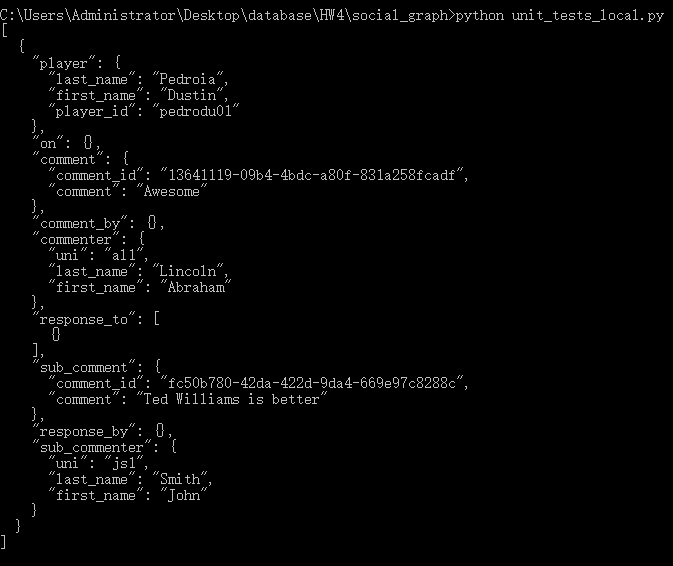 C:\Users\Administrator\Desktop\database\HW4\social_graph>python unit_tests_local.py
[
  {
    "player": {
      "last_name": "Pedroia",
      "first_name": "Dustin",
      "player_id": "pedrodu01"
    },
    "on": {},
    "comment": {
      "comment_id": "13641119-09b4-4bdc-a80f-831a258fcadf",
      "comment": "Awesome"
    },
    "comment_by": {},
    "commenter": {
      "uni": "al1",
      "last_name": "Lincoln",
      "first_name": "Abraham"
    },
    "response_to": [
      {}
    ],
    "sub_comment": {
      "comment_id": "fc50b780-42da-422d-9da4-669e97c8288c",
      "comment": "Ted Williams is better"
    },
    "response_by": {},
    "sub_commenter": {
      "uni": "js1",
      "last_name": "Smith",
      "first_name": "John"
    }
  }
]